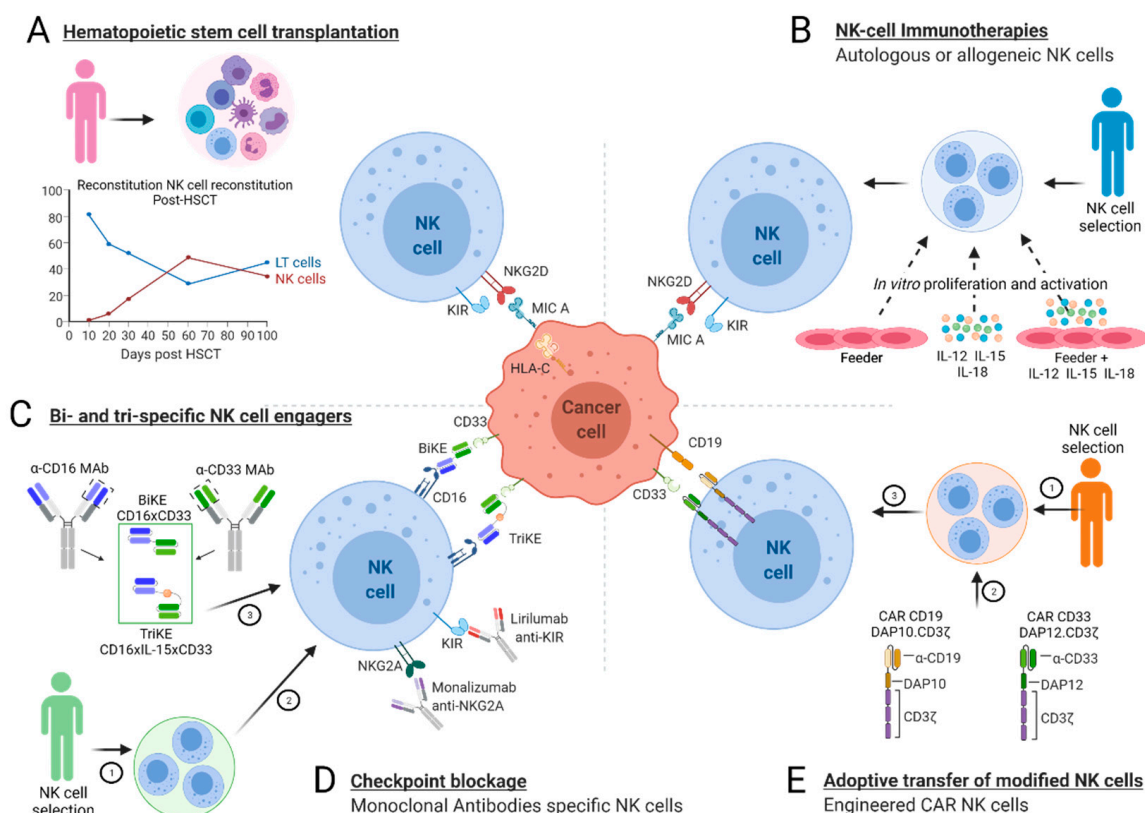 A Hematopoietic stem cell transplantation
Reconstitution NK cell reconstitution
Post-HSCT
100
80
60
40
20
0
0 10 20 30 40 50 60 70 80 90 100
Days post HSCT
LT cells
NK cells
NK
cell
NKG2D
KIR
MIC A
HLA-C
B NK-cell Immunotherapies
Autologous or allogeneic NK cells
NK cell
selection
NK
cell
NKG2D
KIR
MIC A
In vitro proliferation and activation
Feeder
IL-12 IL-15
IL-18
Feeder +
IL-12 IL-15 IL-18
Cancer
cell
C Bi- and tri-specific NK cell engagers
α-CD16 MAb
α-CD33 MAb
BiKE
CD16xCD33
TriKE
CD16xIL-15xCD33
3
2
1
NK cell
selection
CD33
BiKE
CD16
TriKE
NK
cell
KIR
Lirilumab
anti-KIR
NKG2A
Monalizumab
anti-NKG2A
D Checkpoint blockage
Monoclonal Antibodies specific NK cells
CD19
CD33
NK
cell
NK cell
selection
1
3
2
CAR CD19
DAP10.CD3ζ
α-CD19
DAP10
CD3ζ
CAR CD33
DAP12.CD3ζ
α-CD33
DAP12
CD3ζ
E Adoptive transfer of modified NK cells
Engineered CAR NK cells